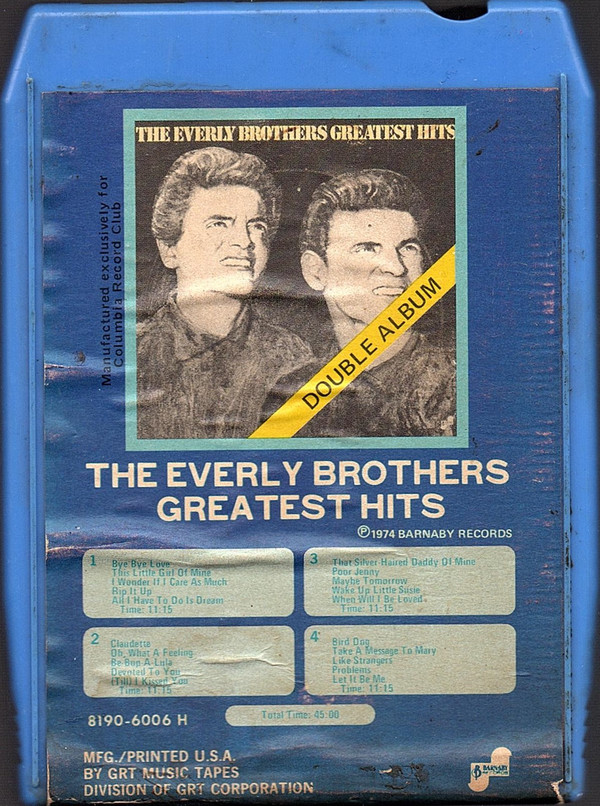 THE EVERLY BROTHERS GREATEST HITS
Manufactured exclusively for
Columbia Record Club
DOUBLE ALBUM
THE EVERLY BROTHERS
GREATEST HITS
℗1974 BARNABY RECORDS
1
Bye Bye Love
This Little Girl Of Mine
I Wonder If I Care As Much
Rip It Up
All I Have To Do Is Dream
Time: 11:15
2
Claudette
Oh, What A Feeling
Be Bop A-Lula
Devoted To You
(Till) I Kissed You
Time: 11:15
3
That Silver-Haired Daddy Of Mine
Poor Jenny
Maybe Tomorrow
Wake Up Little Susie
When Will I Be Loved
Time: 11:15
4
Bird Dog
Take A Message To Mary
Like Strangers
Problems
Let It Be Me
Time: 11:15
8190-6006 H
Total Time: 45:00
MFG./PRINTED U.S.A.
BY GRT MUSIC TAPES
DIVISION OF GRT CORPORATION
BARNABY
RECORDS